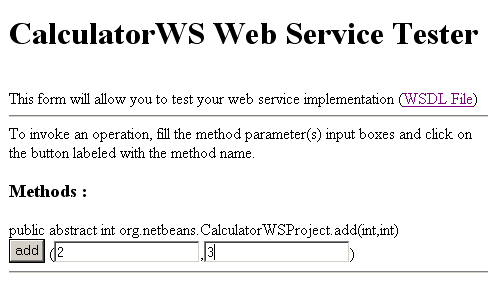 CalculatorWS Web Service Tester
This form will allow you to test your web service implementation (WSDL File)
To invoke an operation, fill the method parameter(s) input boxes and click on
the button labeled with the method name.
Methods :
public abstract int org.netbeans.CalculatorWSProject.add(int,int)
add (2 ,3 )